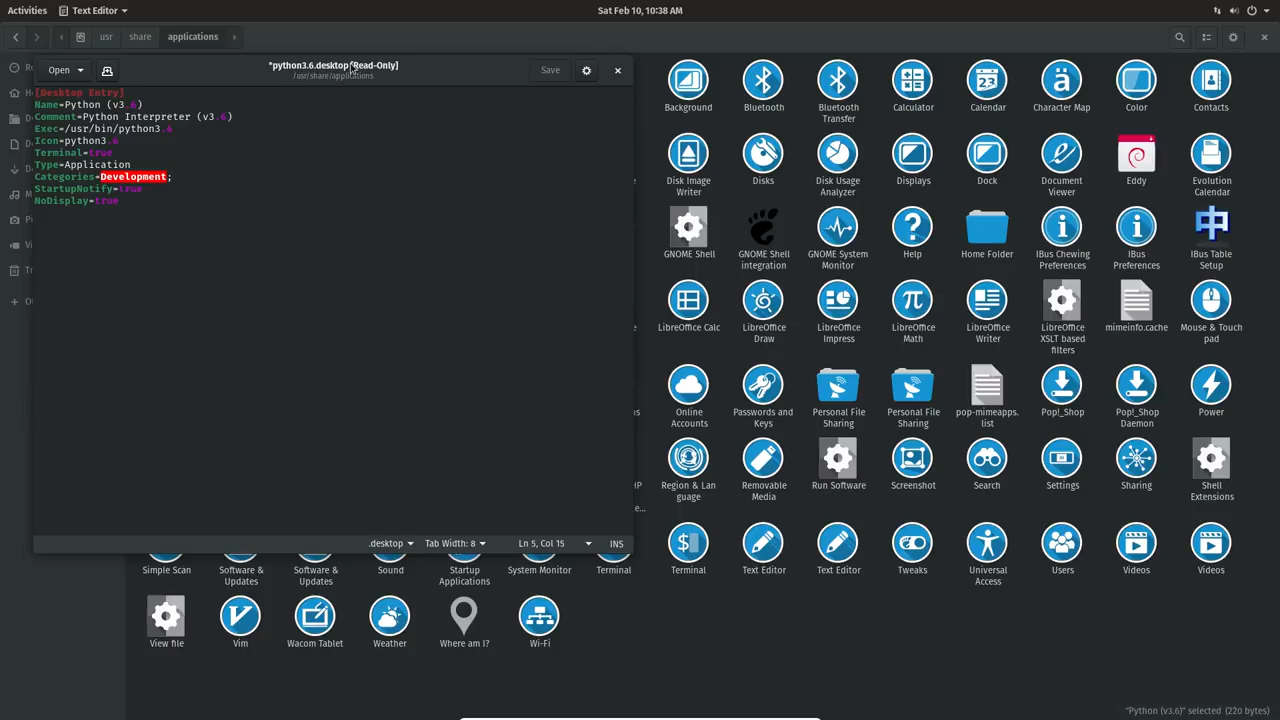 Activities
Text Editor
Sat Feb 10, 10:38 AM
usr
share
applications
Open
*python3.6.desktop [Read-Only]
/usr/share/applications
Save
[Desktop Entry]
Name=Python (v3.6)
Comment=Python Interpreter (v3.6)
Exec=/usr/bin/python3.6
Icon=python3.6
Terminal=true
Type=Application
Categories=Development;
StartupNotify=true
NoDisplay=true
.desktop
Tab Width: 8
Ln 5, Col 15
INS
Background
Bluetooth
Bluetooth
Transfer
Calculator
Calendar
Character Map
Color
Contacts
Disk Image
Writer
Disks
Disk Usage
Analyzer
Displays
Dock
Document
Viewer
Eddy
Evolution
Calendar
GNOME Shell
GNOME Shell
integration
GNOME System
Monitor
Help
Home Folder
IBus Chewing
Preferences
IBus
Preferences
IBus Table
Setup
LibreOffice Calc
LibreOffice
Draw
LibreOffice
Impress
LibreOffice
Math
LibreOffice
Writer
LibreOffice
XSLT based
filters
mimeinfo.cache
Mouse & Touch
pad
Online
Accounts
Passwords and
Keys
Personal File
Sharing
Personal File
Sharing
pop-mimeapps.
list
Pop!_Shop
Pop!_Shop
Daemon
Power
Region & Lan
guage
Removable
Media
Run Software
Screenshot
Search
Settings
Sharing
Shell
Extensions
Simple Scan
Software &
Updates
Software &
Updates
Sound
Startup
Applications
System Monitor
Terminal
Terminal
Text Editor
Text Editor
Tweaks
Universal
Access
Users
Videos
Videos
View file
Vim
Wacom Tablet
Weather
Where am I?
Wi-Fi
"Python (v3.6)" selected (220 bytes)